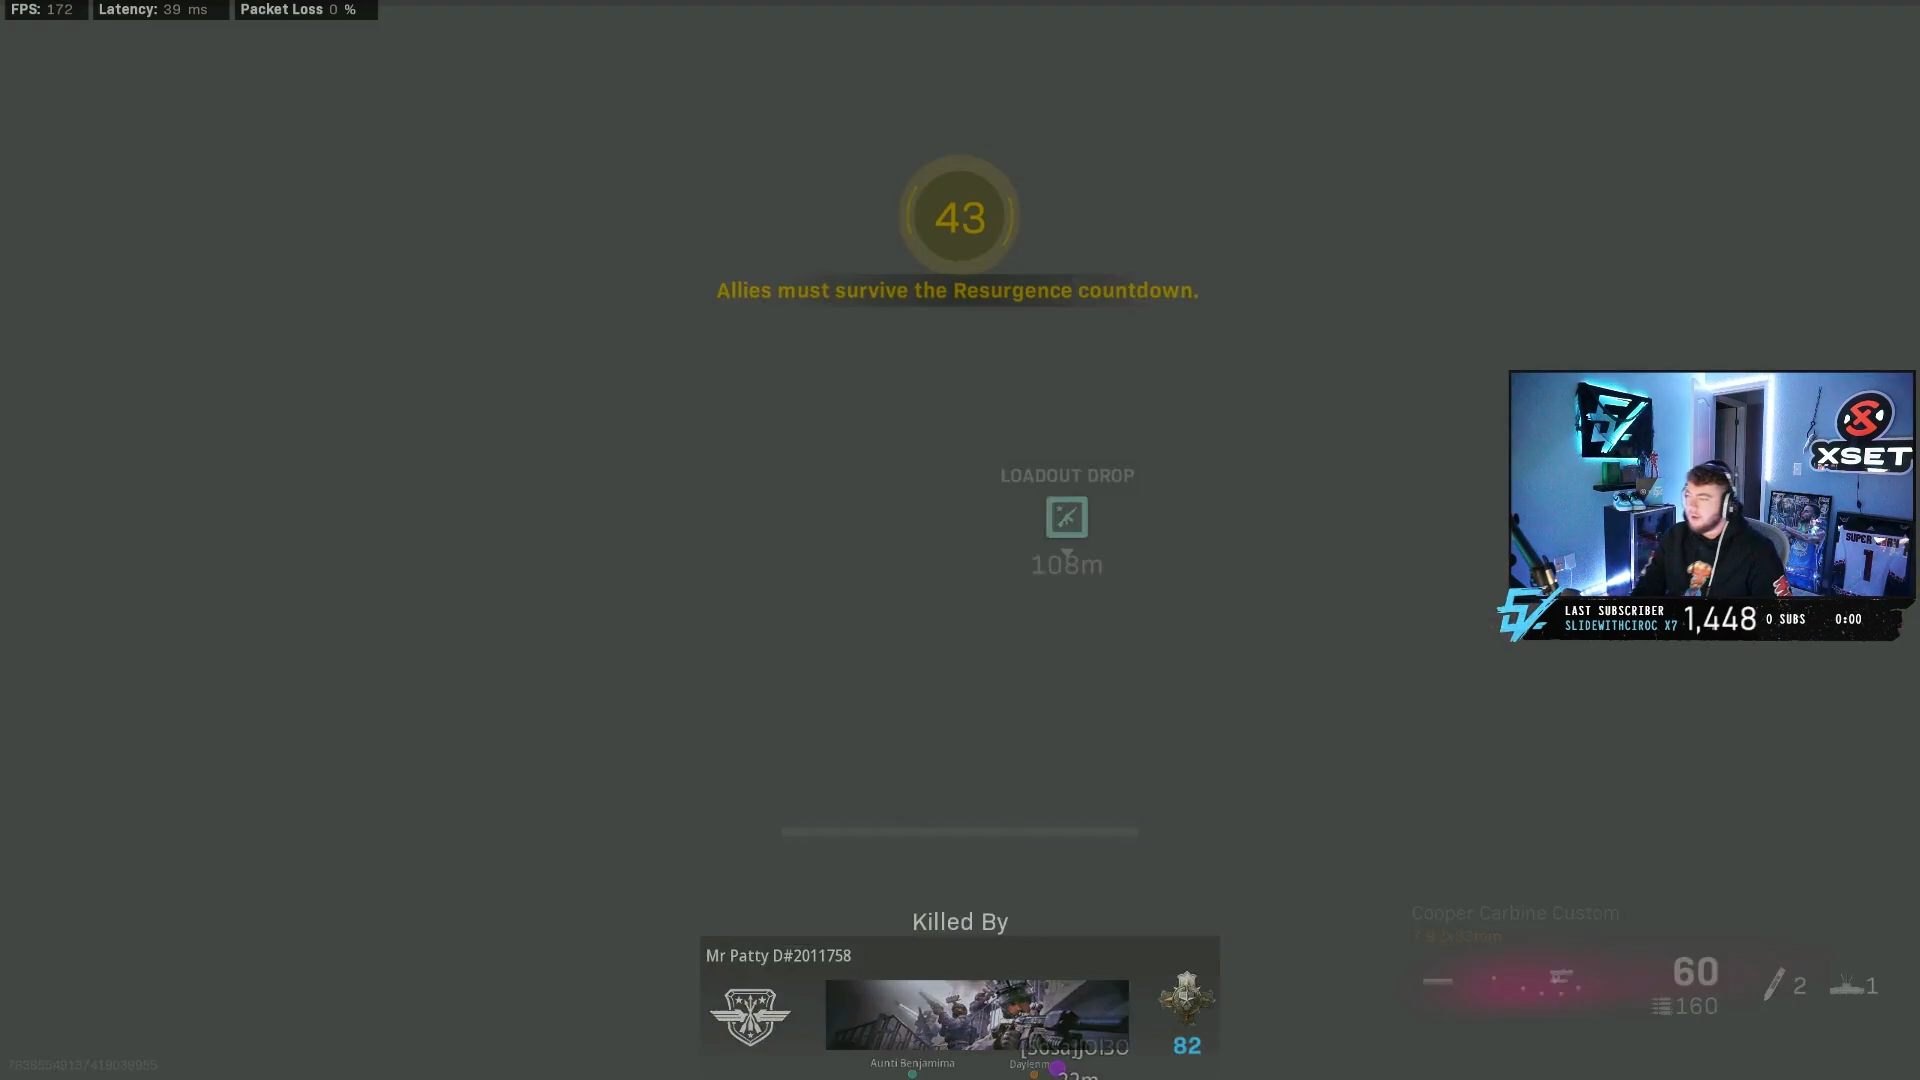 FPS: 172 Latency: 39 ms Packet Loss 0 %
43
Allies must survive the Resurgence countdown.
LOADOUT DROP
108m
XSET
1
LAST SUBSCRIBER
SLIDEWITHCIROC X7
1,448
0 SUBS
0:00
Killed By
Mr Patty D#2011758
82
Aunti Benjamima
22m
Cooper Carbine Custom
60
160
2
1